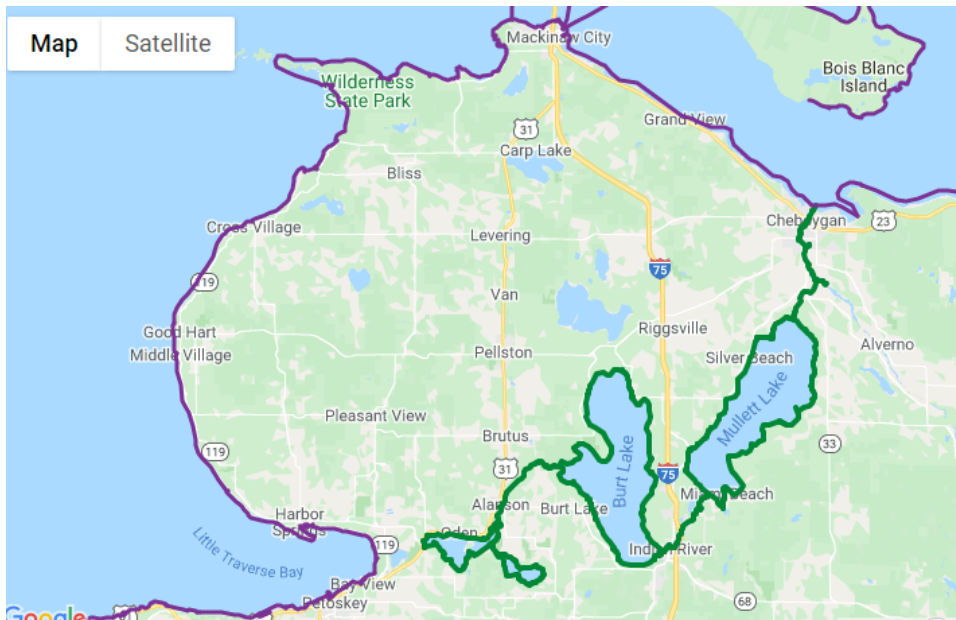 Map Satellite
Mackinaw City
Bois Blanc
Island
Wilderness
State Park
31
Grand View
Carp Lake
Bliss
Cross Village
Cheboygan
23
Levering
75
119
Van
Good Hart
Middle Village
Riggsville
Alverno
Pellston
Silver Beach
Mullett Lake
Pleasant View
Brutus
33
119
31
75
Burt Lake
Miami Beach
Alanson
Burt Lake
Harbor
Springs
Oden
119
Indian River
Little Traverse Bay
Bay View
Petoskey
68
Google